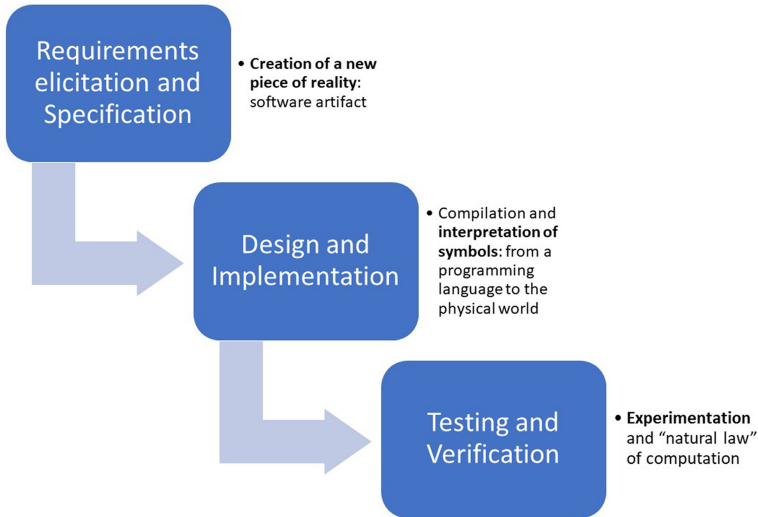 Requirements
elicitation and
Specification
• Creation of a new
piece of reality:
software artifact
Design and
Implementation
• Compilation and
interpretation of
symbols: from a
programming
language to the
physical world
Testing and
Verification
• Experimentation
and “natural law”
of computation